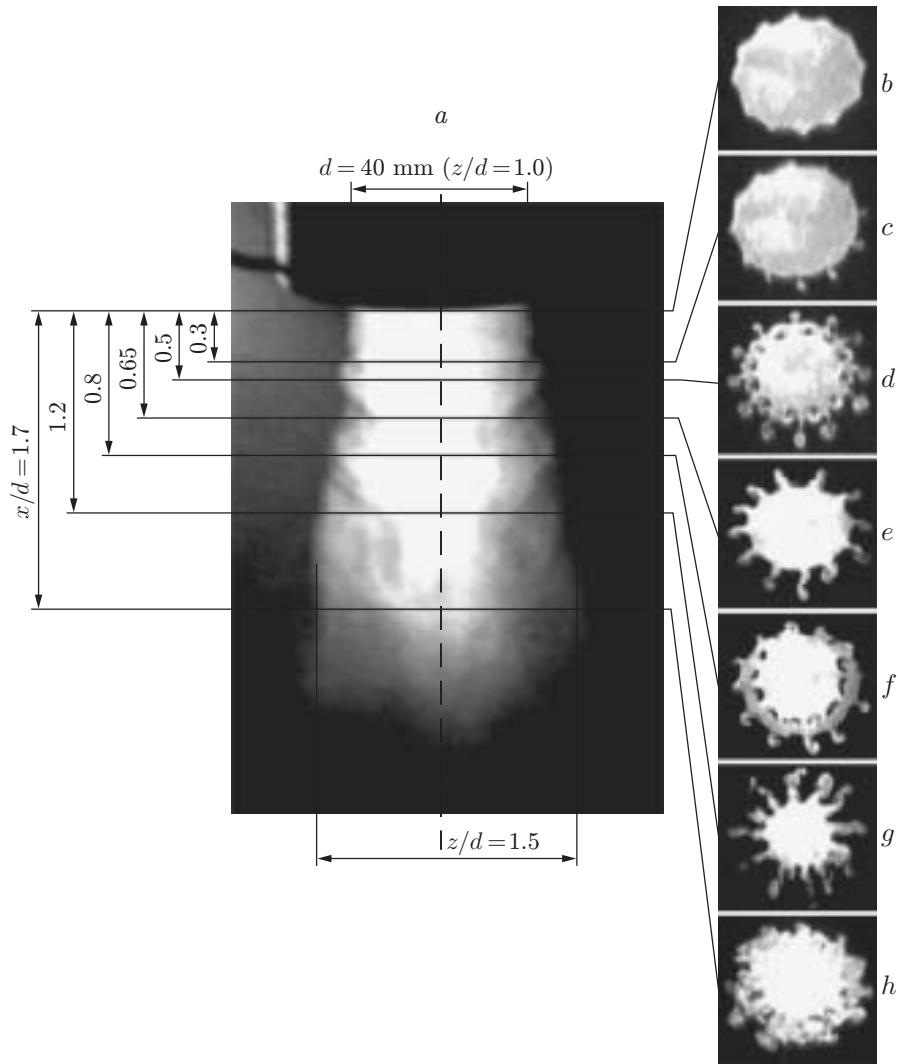 a
d = 40 mm (z/d = 1.0)
b
c
d
e
f
g
h
x/d = 1.7
1.2
0.8
0.65
0.5
0.3
z/d = 1.5